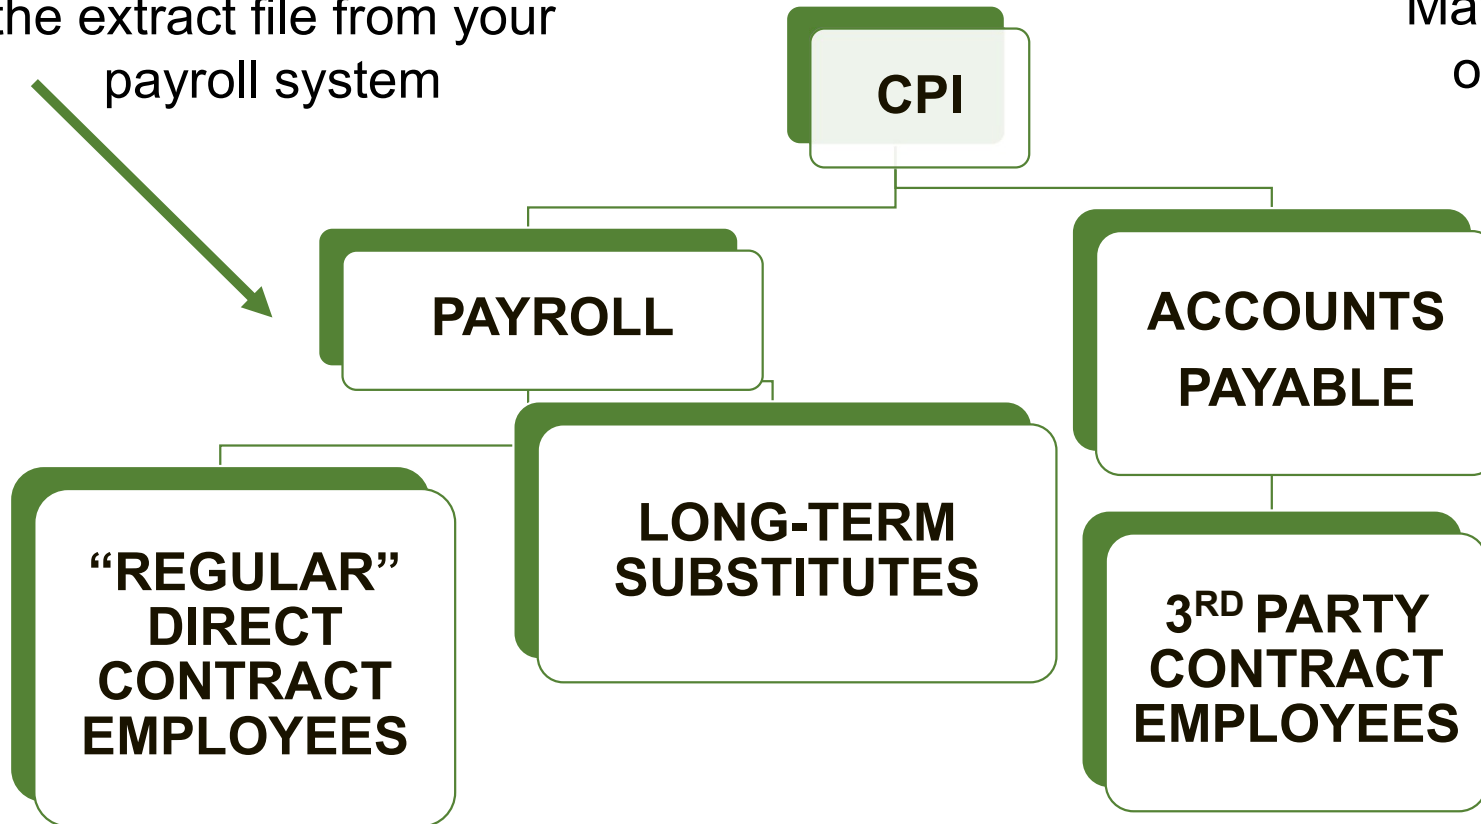 the extract file from your
payroll system
Ma
o
CPI
PAYROLL
ACCOUNTS
PAYABLE
LONG-TERM
SUBSTITUTES
“REGULAR”
DIRECT
CONTRACT
EMPLOYEES
3RD PARTY
CONTRACT
EMPLOYEES